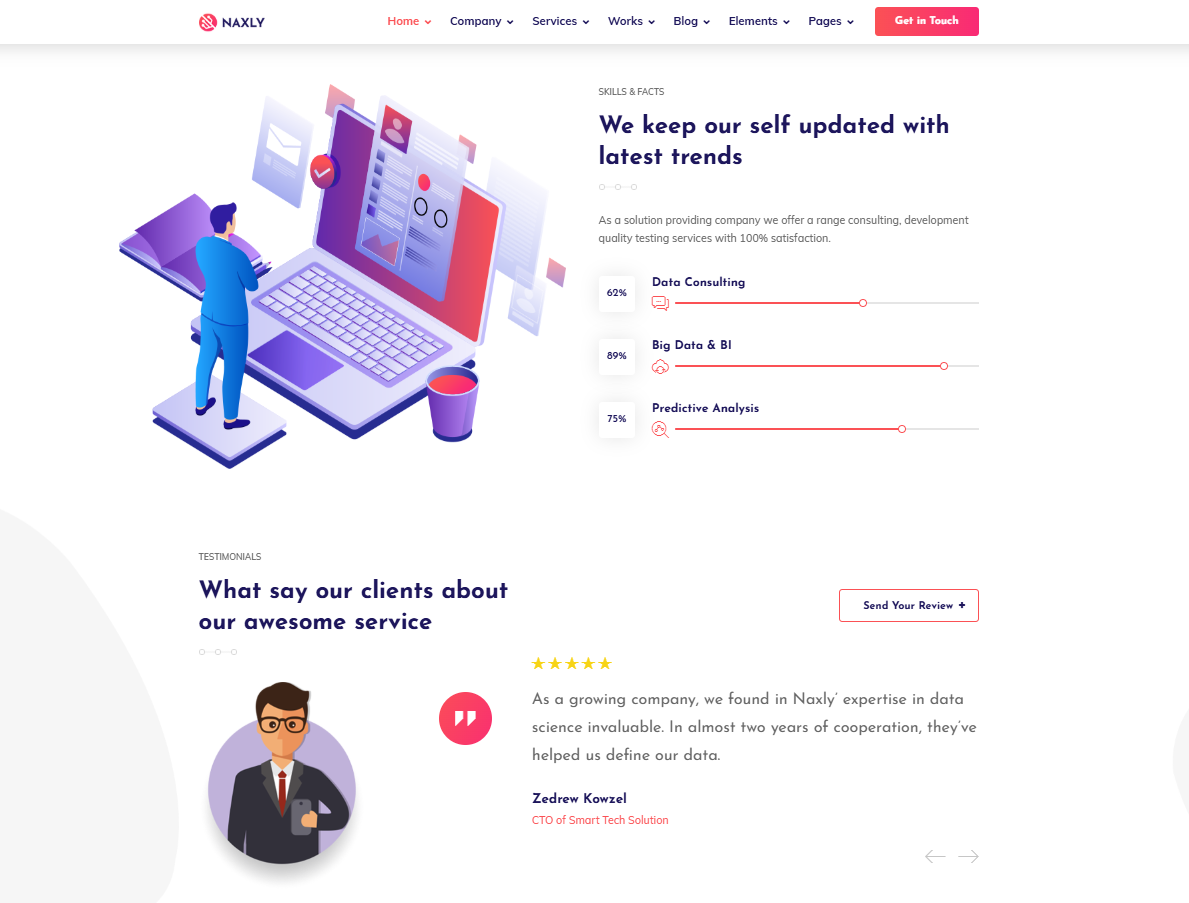 NAXLY
Home Company Services Works Blog Elements Pages Get in Touch
SKILLS & FACTS
We keep our self updated with
latest trends
As a solution providing company we offer a range consulting, development
quality testing services with 100% satisfaction.
62% Data Consulting
89% Big Data & BI
75% Predictive Analysis
TESTIMONIALS
What say our clients about
our awesome service
Send Your Review +
As a growing company, we found in Naxly’ expertise in data
science invaluable. In almost two years of cooperation, they’ve
helped us define our data.
Zedrew Kowzel
CTO of Smart Tech Solution